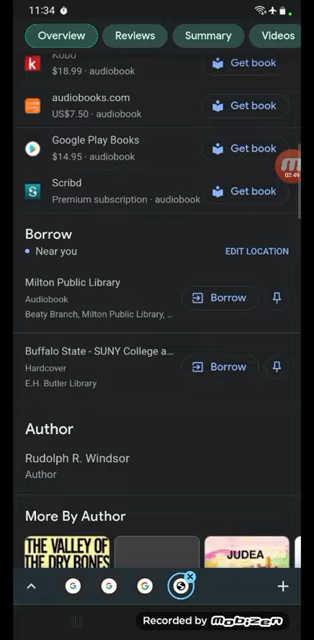 11:34
Overview
Reviews
Summary
Videos
k
Kobo
$18.99 · audiobook
Get book
audiobooks.com
US$7.50 · audiobook
Get book
Google Play Books
$14.95 · audiobook
Get book
S
Scribd
Premium subscription · audiobook
Get book
02:49
Borrow
Near you
EDIT LOCATION
Milton Public Library
Audiobook
Beaty Branch, Milton Public Library, ...
Borrow
Buffalo State - SUNY College a...
Hardcover
E.H. Butler Library
Borrow
Author
Rudolph R. Windsor
Author
More By Author
THE VALLEY OF
THE DRY BONES
JUDEA
Recorded by Mobizen